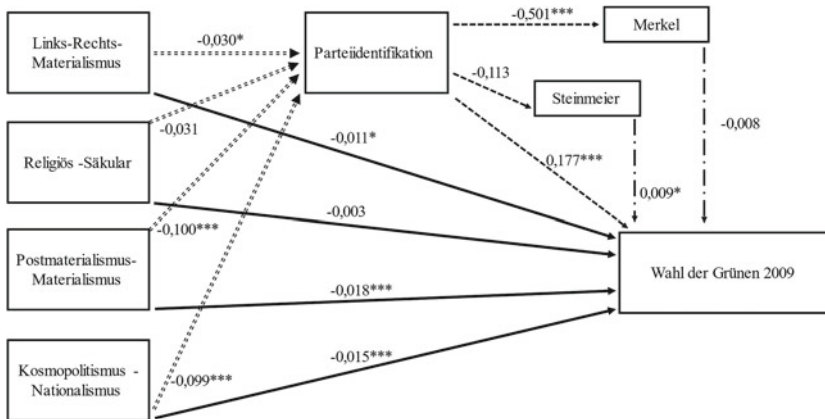 Links-Rechts-
Materialismus
-0,030*
Parteiidentifikation
-0,501***
Merkel
-0,113
Steinmeier
-0,031
-0,011*
-0,008
Religiös -Säkular
0,177***
0,009*
-0,003
-0,100***
Postmaterialismus-
Materialismus
Wahl der Grünen 2009
-0,018***
-0,015***
Kosmopolitismus -
Nationalismus
-0,099***